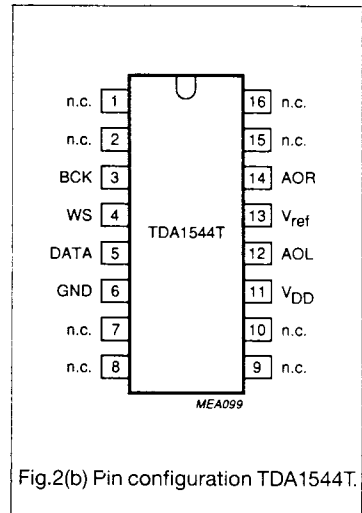 n.c. 1 16 n.c.
n.c. 2 15 n.c.
BCK 3 14 AOR
WS 4 13 Vref
TDA1544T
DATA 5 12 AOL
GND 6 11 VDD
n.c. 7 10 n.c.
n.c. 8 9 n.c.
MEA099
Fig.2(b) Pin configuration TDA1544T.